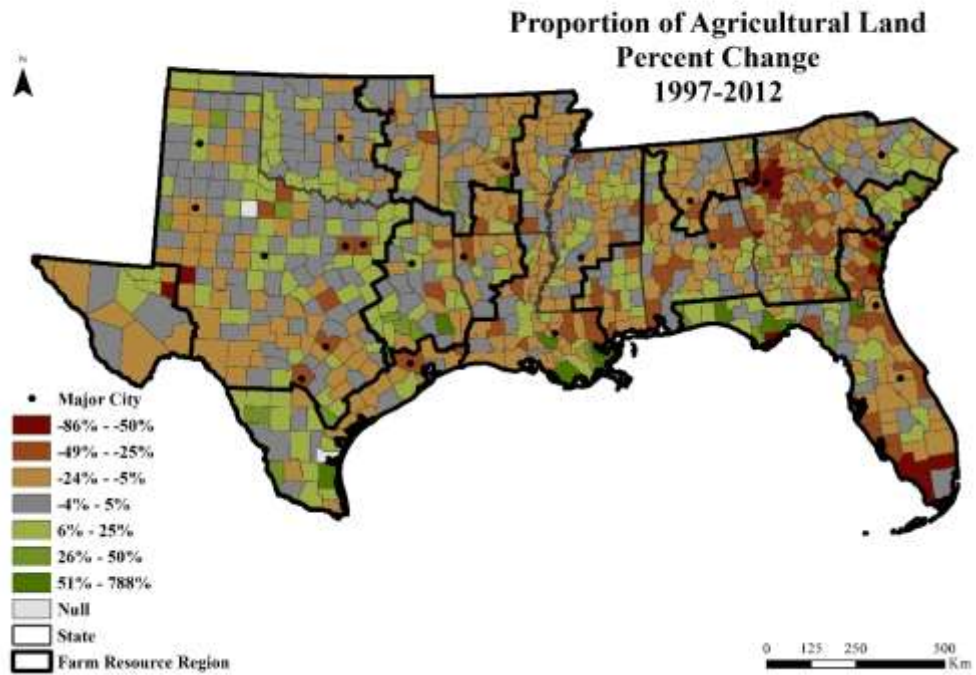 Proportion of Agricultural Land
Percent Change
1997-2012
N
Major City
-86% - -50%
-49% - -25%
-24% - -5%
-4% - 5%
6% - 25%
26% - 50%
51% - 788%
Null
State
Farm Resource Region
0 125 250 500
Km